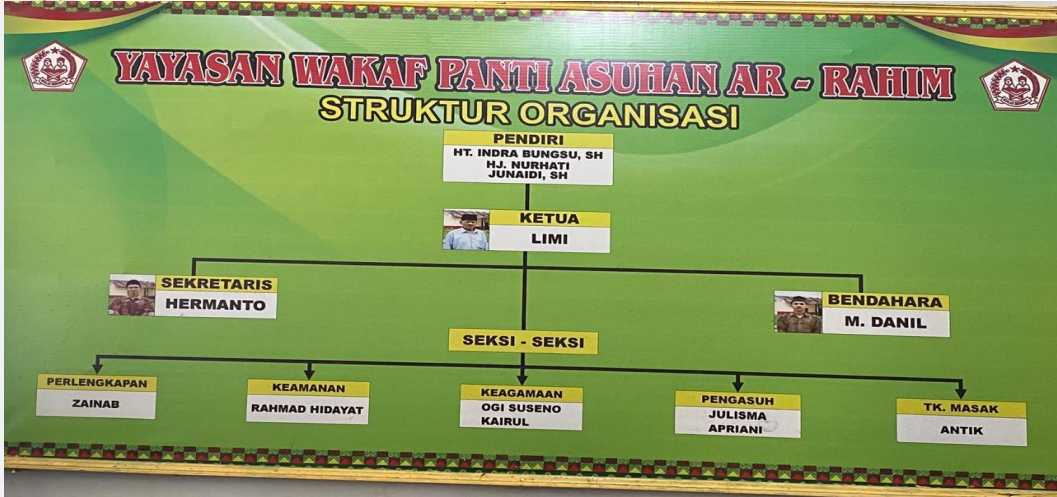 YAYASAN WAKAF PANTI ASUHAN AR - RAHIM
STRUKTUR ORGANISASI
PENDIRI
HT. INDRA BUNGSU, SH
HJ. NURHATI
JUNAIDI, SH
KETUA
LIMI
SEKRETARIS
HERMANTO
BENDAHARA
M. DANIL
SEKSI - SEKSI
PERLENGKAPAN
ZAINAB
KEAMANAN
RAHMAD HIDAYAT
KEAGAMAAN
OGI SUSENO
KAIRUL
PENGASUH
JULISMA
APRIANI
TK. MASAK
ANTIK